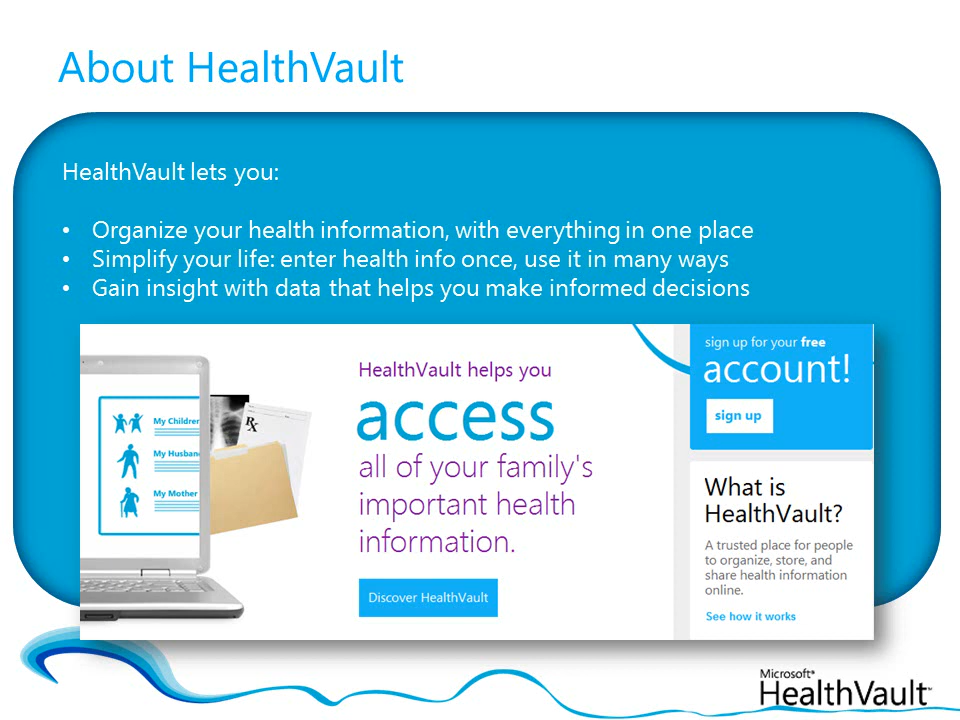 About HealthVault
HealthVault lets you:
• Organize your health information, with everything in one place
• Simplify your life: enter health info once, use it in many ways
• Gain insight with data that helps you make informed decisions
My Children
My Husband
My Mother
Rx
HealthVault helps you
access
all of your family's
important health
information.
Discover HealthVault
sign up for your free
account!
sign up
What is
HealthVault?
A trusted place for people
to organize, store, and
share health information
online.
See how it works
Microsoft®
HealthVault™